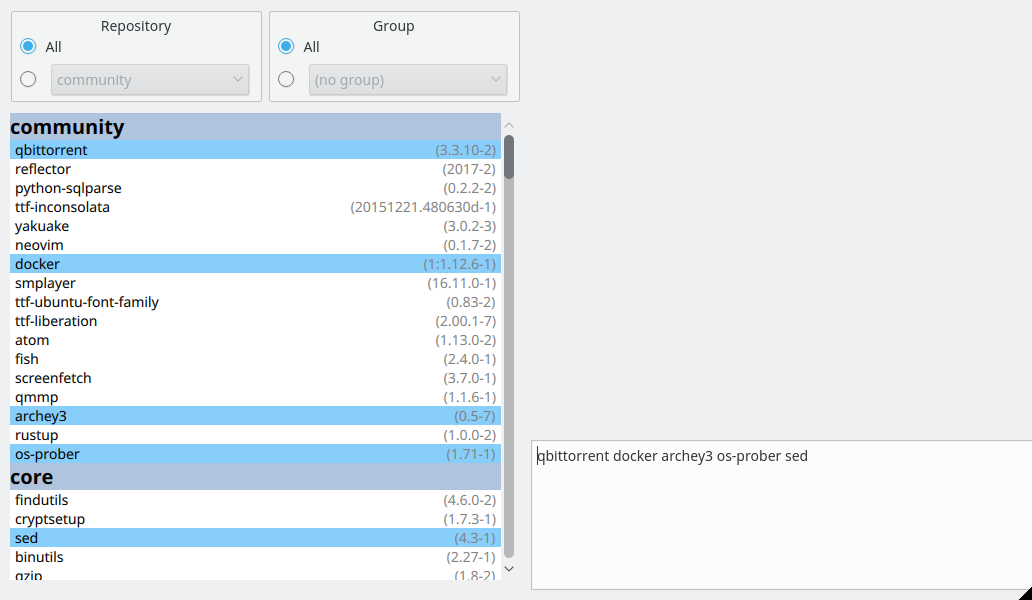 Repository
All
community
Group
All
(no group)
community
qbittorrent (3.3.10-2)
reflector (2017-2)
python-sqlparse (0.2.2-2)
ttf-inconsolata (20151221.480630d-1)
yakuake (3.0.2-3)
neovim (0.1.7-2)
docker (1:1.12.6-1)
smplayer (16.11.0-1)
ttf-ubuntu-font-family (0.83-2)
ttf-liberation (2.00.1-7)
atom (1.13.0-2)
fish (2.4.0-1)
screenfetch (3.7.0-1)
qmmp (1.1.6-1)
archey3 (0.5-7)
rustup (1.0.0-2)
os-prober (1.71-1)
core
findutils (4.6.0-2)
cryptsetup (1.7.3-1)
sed (4.3-1)
binutils (2.27-1)
gzip (1.8-2)
qbittorrent docker archey3 os-prober sed